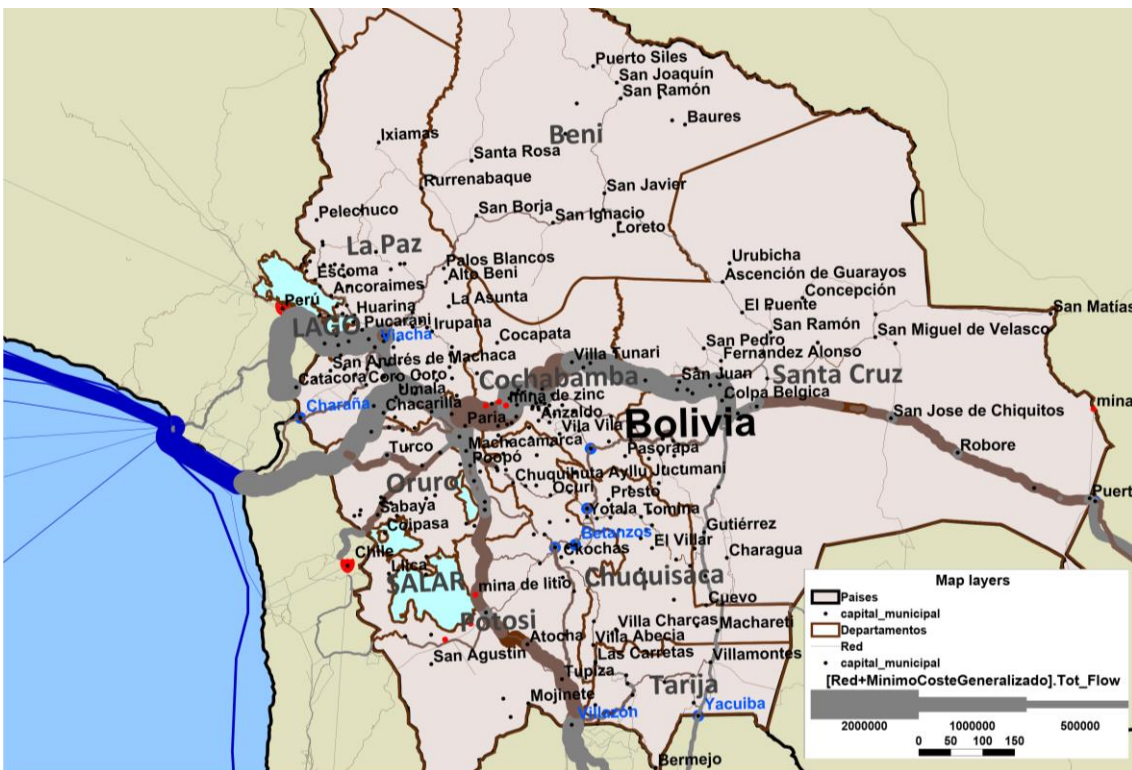 Puerto Siles
San Joaquín
San Ramón
Baures
Beni
Ixiamas
Santa Rosa
Rurrenabaque
San Javier
Pelechuco
San Borja
San Ignacio
Loreto
La Paz
Urubicha
Palos Blancos
Escoma
Alto Beni
Ascención de Guarayos
Ancoraimes
Concepción
Perú
Huarina
La Asunta
El Puente
San Matías
LAGO
Pucarani
Irupana
San Ramón
Viacha
Cocapata
San Pedro
San Miguel de Velasco
San Andrés de Machaca
Villa Tunari
Fernandez Alonso
Catacora
Coro Coro
Cochabamba
San Juan
Santa Cruz
Umala
mina de zinc
Colpa Belgica
Charaña
Chacarilla
Paria
Anzaldo
Bolivia
mina
Vila Vila
San Jose de Chiquitos
Turco
Machacamarca
Pasorapa
Robore
Poopó
Chuquihuta Ayllu Jucumani
Oruro
Ocuri
Presto
Puert
Sabaya
Yotala
Tomina
Coipasa
Betanzos
Gutiérrez
Chile
Ckochas
El Villar
Charagua
Llica
SALAR
mina de litio
Chuquisaca
Cuevo
Potosi
Villa Charcas
Machareti
Atocha
Villa Abecia
San Agustin
Las Carretas
Villamontes
Tupiza
Tarija
Mojinete
Villazon
Yacuiba
Bermejo
Map layers
Paises
capital_municipal
Departamentos
Red
capital_municipal
[Red+MinimoCosteGeneralizado].Tot_Flow
2000000 1000000 500000
0 50 100 150